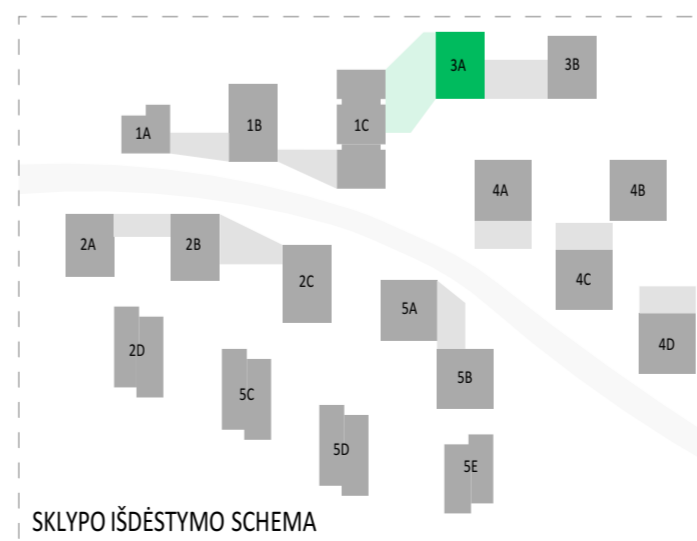 3A
3B
1A
1B
1C
4A
4B
2A
2B
2C
4C
5A
2D
4D
5B
5C
5D
5E
SKLYPO IŠDĖSTYMO SCHEMA